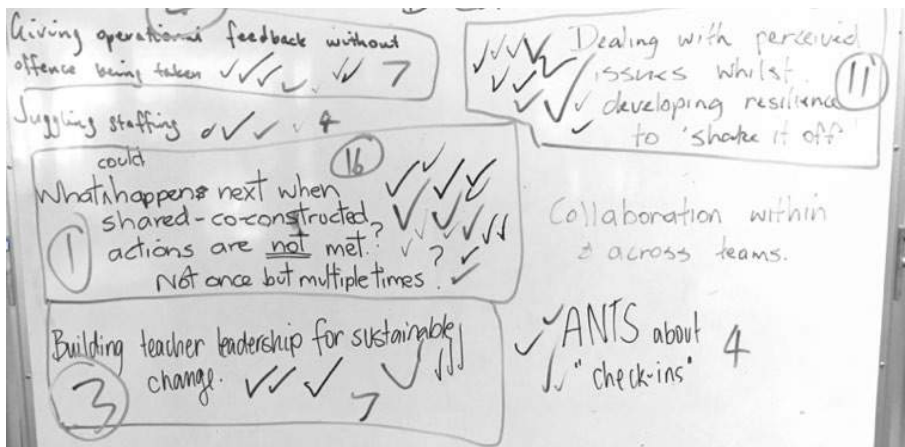 Giving operational feedback without
offence being taken 7
Juggling staffing 4
16
could
What happens next when
shared-co-constructed
actions are not met?
Not once but multiple times?
1
Building teacher leadership for sustainable
change.
7
3
Dealing with perceived
issues whilst
developing resilience
to 'shake it off'
11
Collaboration within
& across teams.
ANTS about
"check-ins"
4